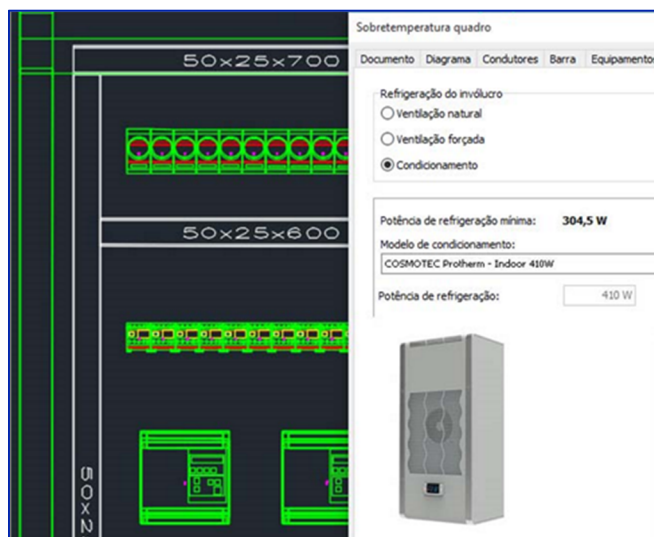 50x25x700
50x25x600
50x2
Sobretemperatura quadro
Documento Diagrama Condutores Barra Equipamento
Refrigeração do invólucro
Ventilação natural
Ventilação forçada
Condicionamento
Potência de refrigeração mínima: 304,5 W
Modelo de condicionamento:
COSMOTEC Protherm - Indoor 410W
Potência de refrigeração: 410 W